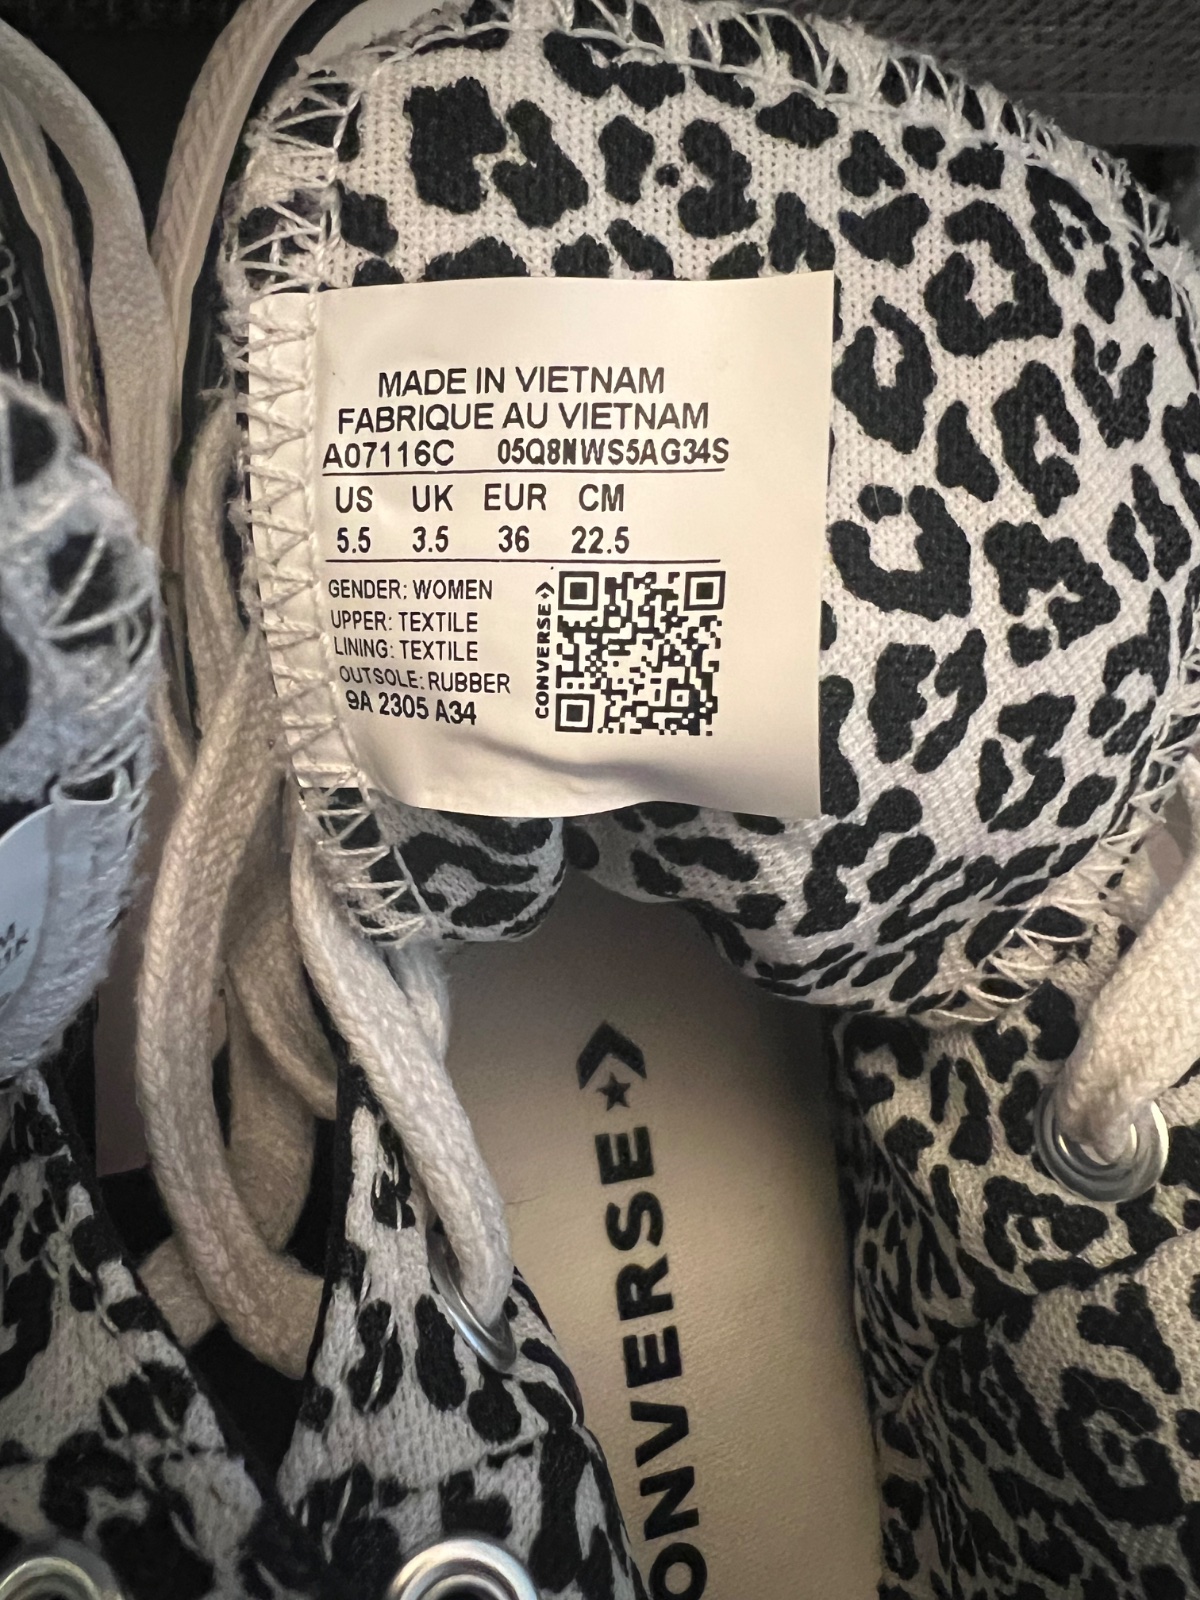 MADE IN VIETNAM
FABRIQUE AU VIETNAM
A07116C 05Q8NWS5AG34S
US UK EUR CM
5.5 3.5 36 22.5
GENDER: WOMEN
UPPER: TEXTILE
LINING: TEXTILE
OUTSOLE: RUBBER
9A 2305 A34
CONVERSE
CONVERSE